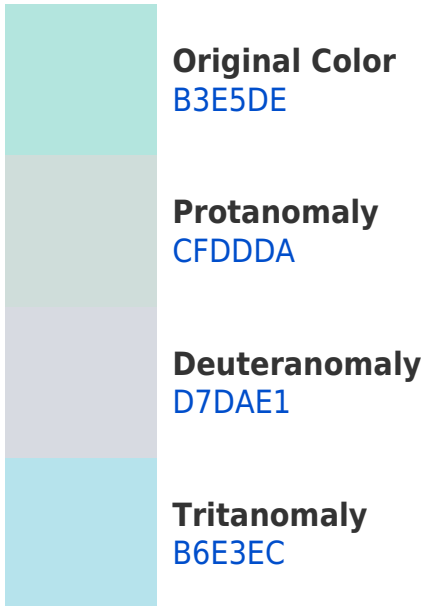 Original Color
B3E5DE
Protanomaly
CFDDDA
Deuteranomaly
D7DAE1
Tritanomaly
B6E3EC